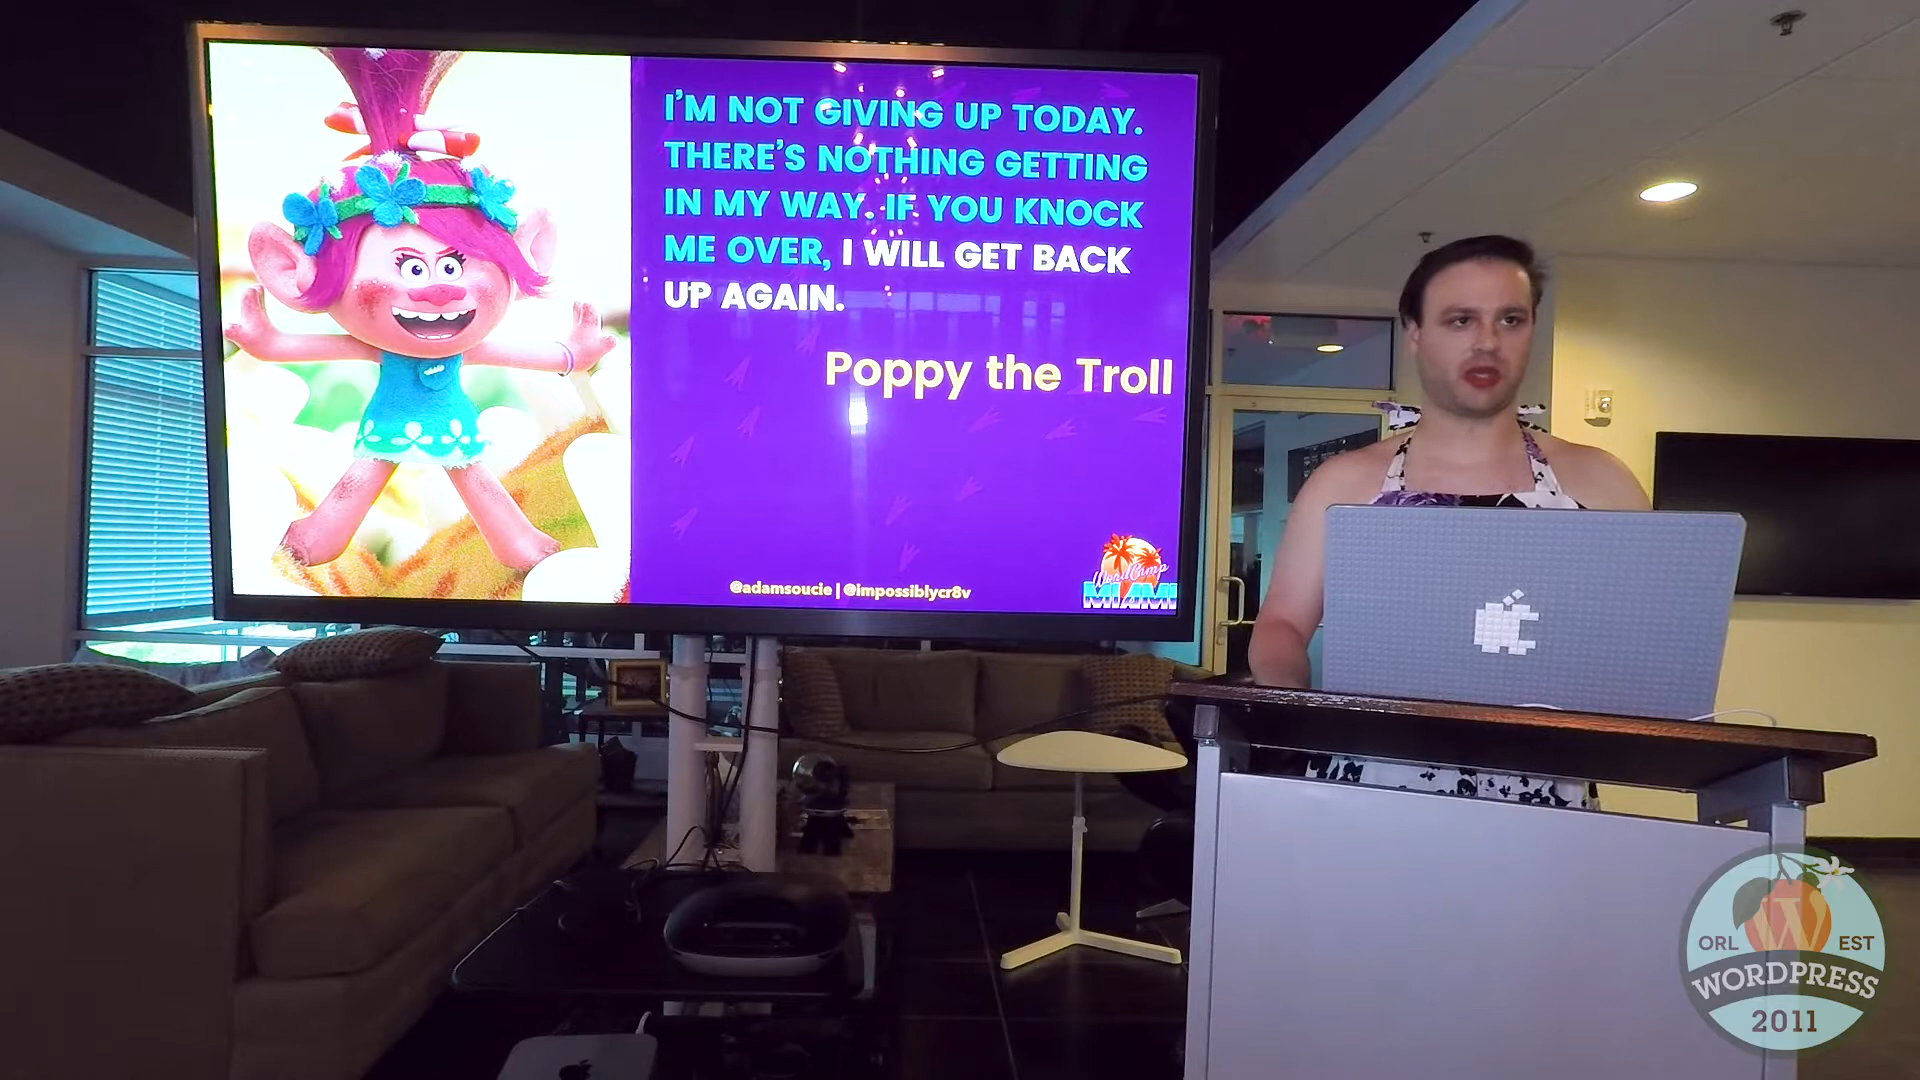 I'M NOT GIVING UP TODAY.
THERE'S NOTHING GETTING
IN MY WAY. IF YOU KNOCK
ME OVER, I WILL GET BACK
UP AGAIN.
Poppy the Troll
@adamsoucie | @impossiblycr8v
WordCamp
MIAMI
ORL W EST
WORDPRESS
2011